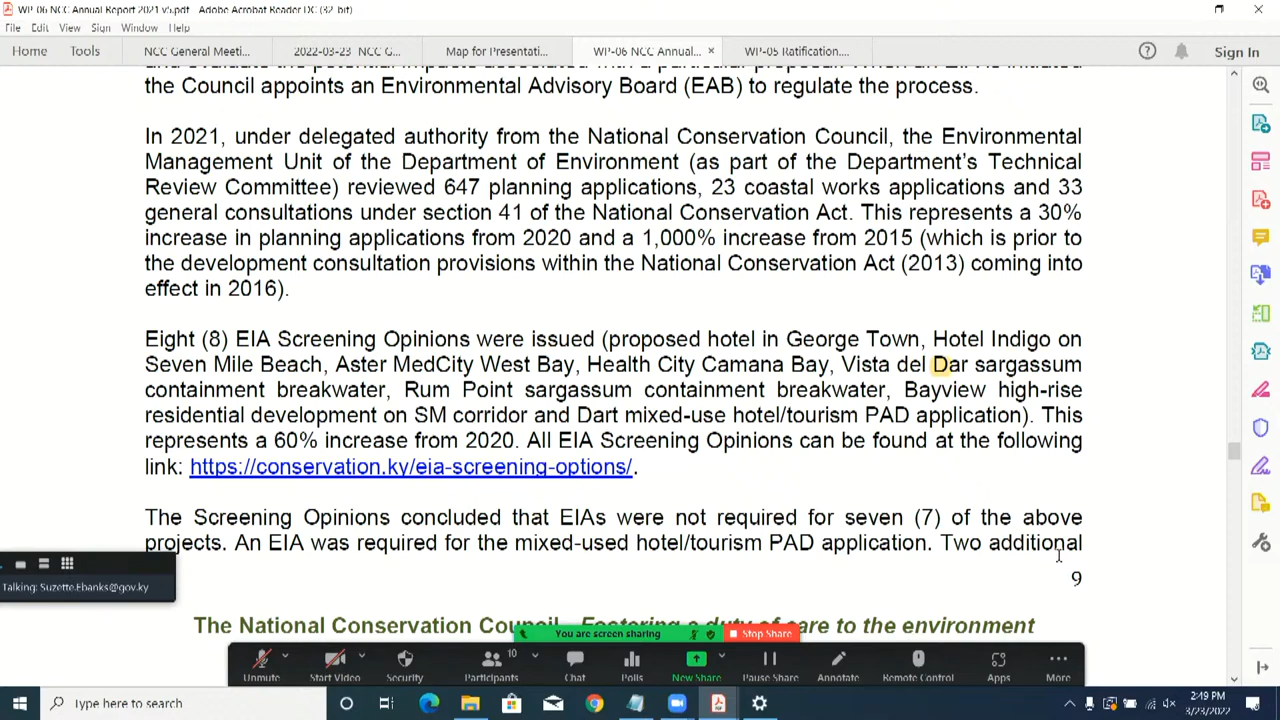 WP-06 NCC Annual Report 2021 v5.pdf - Adobe Acrobat Reader DC (32-bit)
File Edit View Sign Window Help
Home Tools NCC General Meeti... 2022-03-23 NCC G... Map for Presentati... WP-06 NCC Annual... × WP-05 Ratification.... Sign In
the Council appoints an Environmental Advisory Board (EAB) to regulate the process.
In 2021, under delegated authority from the National Conservation Council, the Environmental
Management Unit of the Department of Environment (as part of the Department's Technical
Review Committee) reviewed 647 planning applications, 23 coastal works applications and 33
general consultations under section 41 of the National Conservation Act. This represents a 30%
increase in planning applications from 2020 and a 1,000% increase from 2015 (which is prior to
the development consultation provisions within the National Conservation Act (2013) coming into
effect in 2016).
Eight (8) EIA Screening Opinions were issued (proposed hotel in George Town, Hotel Indigo on
Seven Mile Beach, Aster MedCity West Bay, Health City Camana Bay, Vista del Dar sargassum
containment breakwater, Rum Point sargassum containment breakwater, Bayview high-rise
residential development on SM corridor and Dart mixed-use hotel/tourism PAD application). This
represents a 60% increase from 2020. All EIA Screening Opinions can be found at the following
link: https://conservation.ky/eia-screening-options/.
The Screening Opinions concluded that EIAs were not required for seven (7) of the above
projects. An EIA was required for the mixed-used hotel/tourism PAD application. Two additional
9
Talking: Suzette.Ebanks@gov.ky
The National Conservation Council - Fostering a duty of care to the environment
You are screen sharing Stop Share
10
Unmute Start Video Security Participants Chat Polls New Share Pause Share Annotate Remote Control Apps More
Type here to search
2:49 PM
3/23/2022